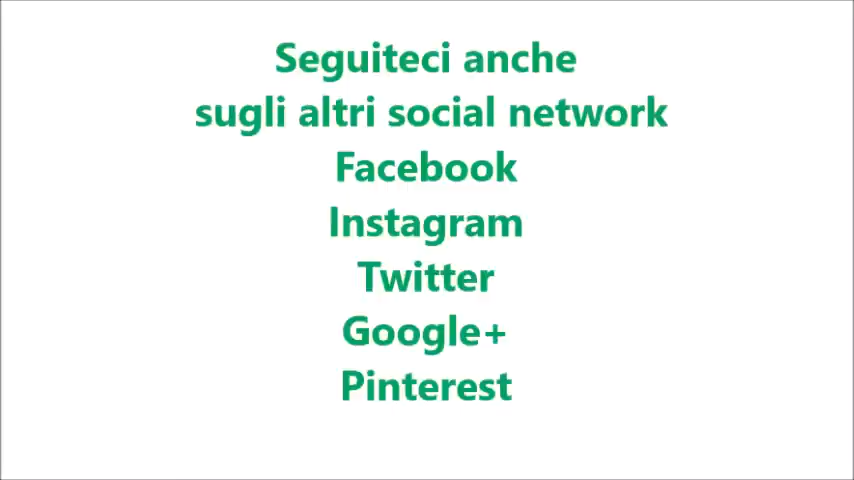 Seguiteci anche
sugli altri social network
Facebook
Instagram
Twitter
Google+
Pinterest